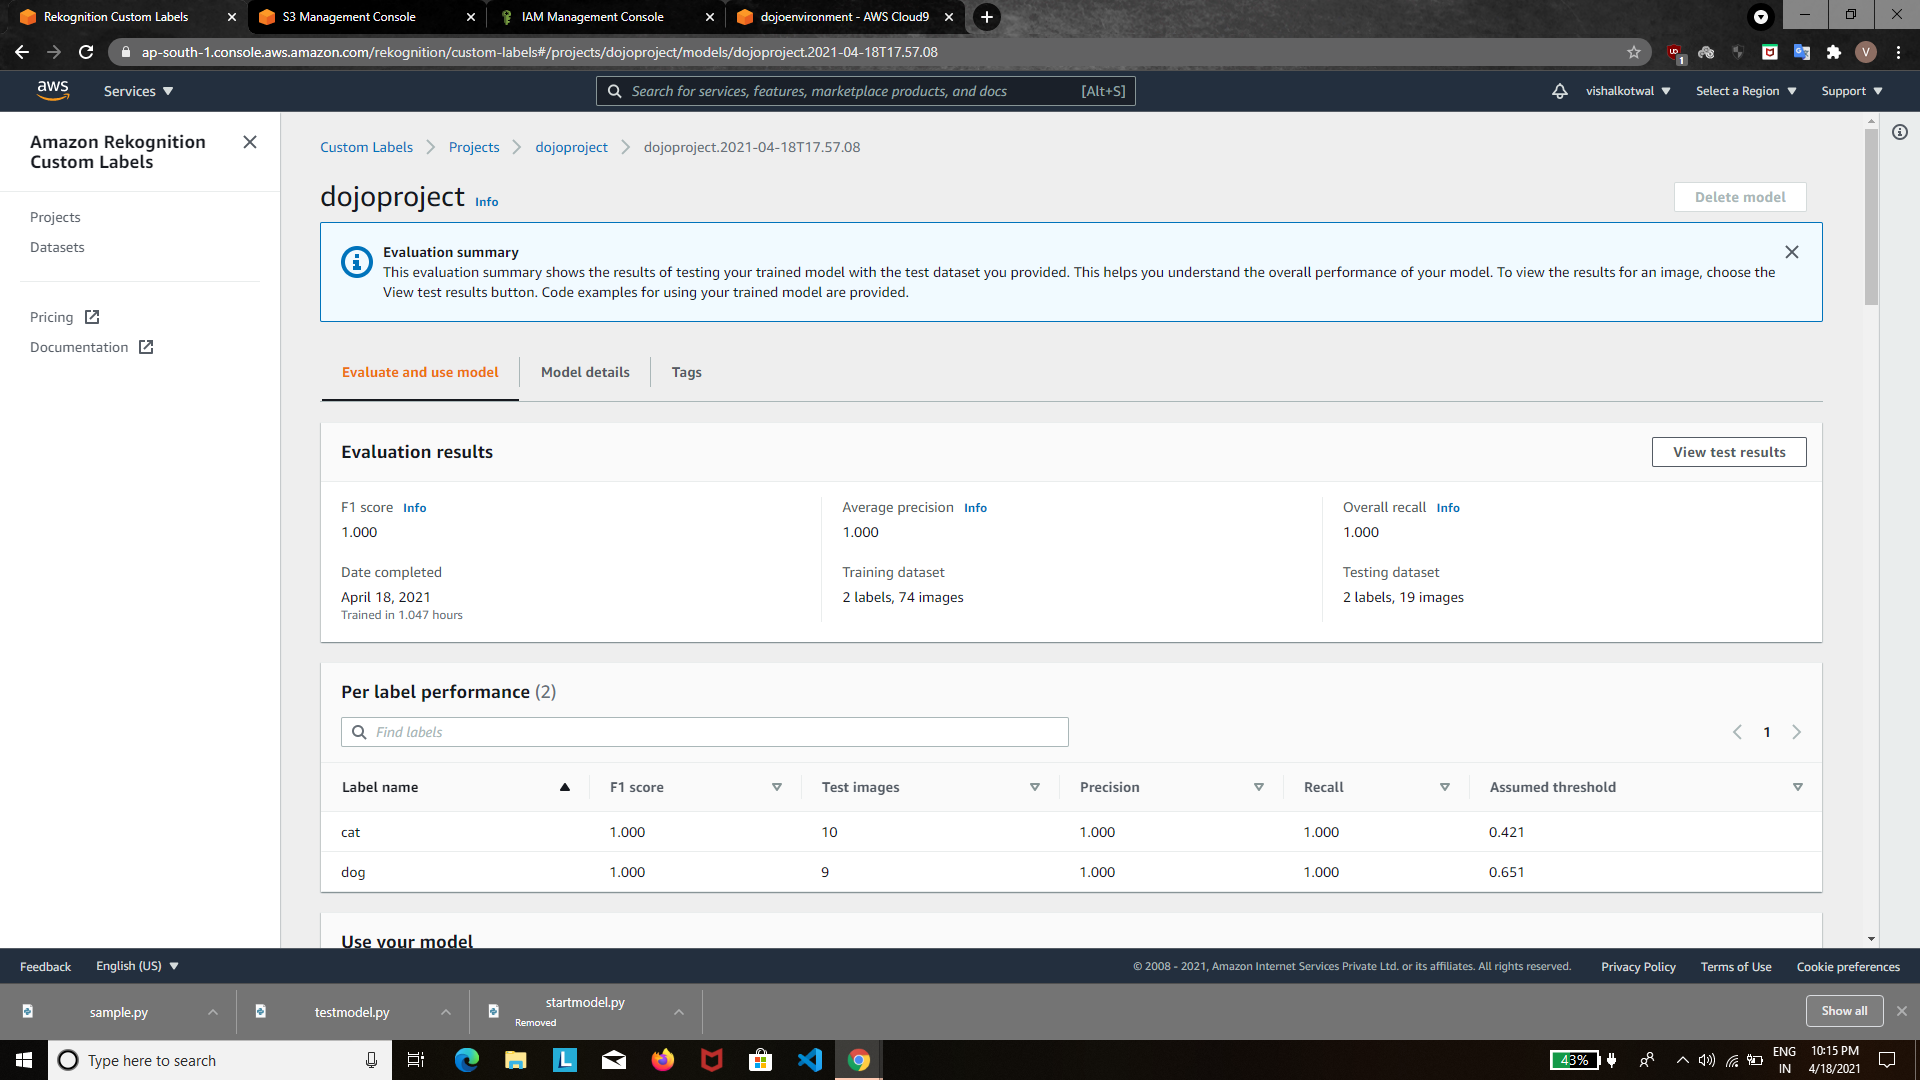 Rekognition Custom Labels
S3 Management Console
IAM Management Console
dojoenvironment - AWS Cloud9
ap-south-1.console.aws.amazon.com/rekognition/custom-labels#/projects/dojoproject/models/dojoproject.2021-04-18T17.57.08
1
V
aws
Services
Search for services, features, marketplace products, and docs
[Alt+S]
vishalkotwal
Select a Region
Support
Amazon Rekognition
Custom Labels
Projects
Datasets
Pricing
Documentation
Custom Labels
Projects
dojoproject
dojoproject.2021-04-18T17.57.08
dojoproject Info
Delete model
Evaluation summary
This evaluation summary shows the results of testing your trained model with the test dataset you provided. This helps you understand the overall performance of your model. To view the results for an image, choose the
View test results button. Code examples for using your trained model are provided.
Evaluate and use model
Model details
Tags
Evaluation results
View test results
F1 score Info
1.000
Average precision Info
1.000
Overall recall Info
1.000
Date completed
April 18, 2021
Trained in 1.047 hours
Training dataset
2 labels, 74 images
Testing dataset
2 labels, 19 images
Per label performance (2)
Find labels
1
Label name F1 score Test images Precision Recall Assumed threshold
cat 1.000 10 1.000 1.000 0.421
dog 1.000 9 1.000 1.000 0.651
Use your model
Feedback
English (US)
© 2008 - 2021, Amazon Internet Services Private Ltd. or its affiliates. All rights reserved.
Privacy Policy
Terms of Use
Cookie preferences
sample.py
testmodel.py
startmodel.py
Removed
Show all
Type here to search
L
43%
ENG
IN
10:15 PM
4/18/2021